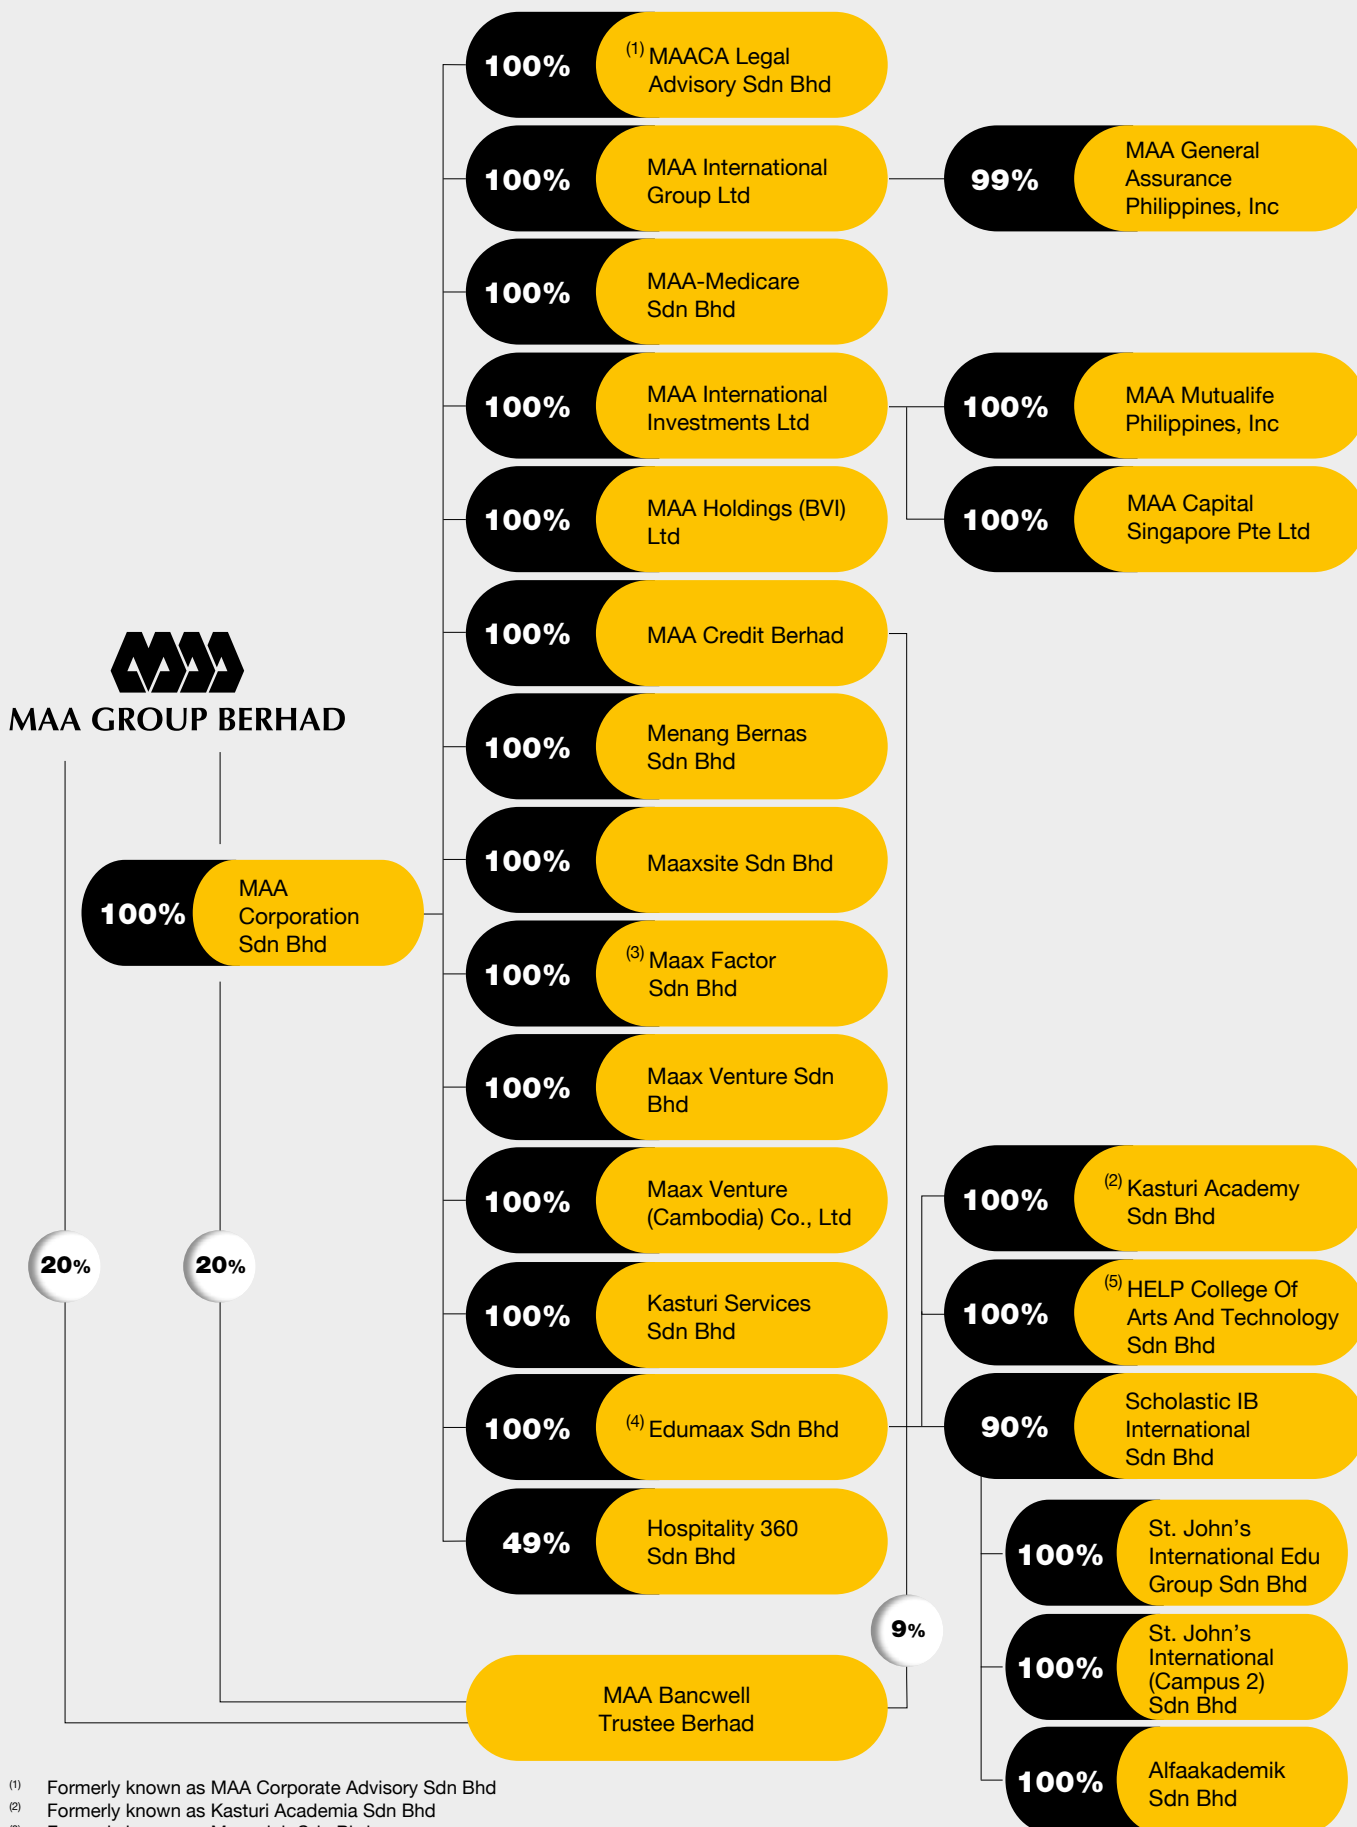 100%
(1) MAACA Legal
Advisory Sdn Bhd
100%
MAA International
Group Ltd
99%
MAA General
Assurance
Philippines, Inc
100%
MAA-Medicare
Sdn Bhd
100%
MAA International
Investments Ltd
100%
MAA Mutualife
Philippines, Inc
100%
MAA Holdings (BVI)
Ltd
100%
MAA Capital
Singapore Pte Ltd
100%
MAA Credit Berhad
MAA
MAA GROUP BERHAD
100%
Menang Bernas
Sdn Bhd
100%
Maaxsite Sdn Bhd
100%
MAA
Corporation
Sdn Bhd
100%
(3) Maax Factor
Sdn Bhd
100%
Maax Venture Sdn
Bhd
100%
Maax Venture
(Cambodia) Co., Ltd
100%
(2) Kasturi Academy
Sdn Bhd
20%
20%
100%
Kasturi Services
Sdn Bhd
100%
(5) HELP College Of
Arts And Technology
Sdn Bhd
100%
(4) Edumaax Sdn Bhd
90%
Scholastic IB
International
Sdn Bhd
49%
Hospitality 360
Sdn Bhd
100%
St. John's
International Edu
Group Sdn Bhd
9%
100%
St. John's
International
(Campus 2)
Sdn Bhd
MAA Bancwell
Trustee Berhad
100%
Alfaakademik
Sdn Bhd
(1) Formerly known as MAA Corporate Advisory Sdn Bhd
(2) Formerly known as Kasturi Academia Sdn Bhd